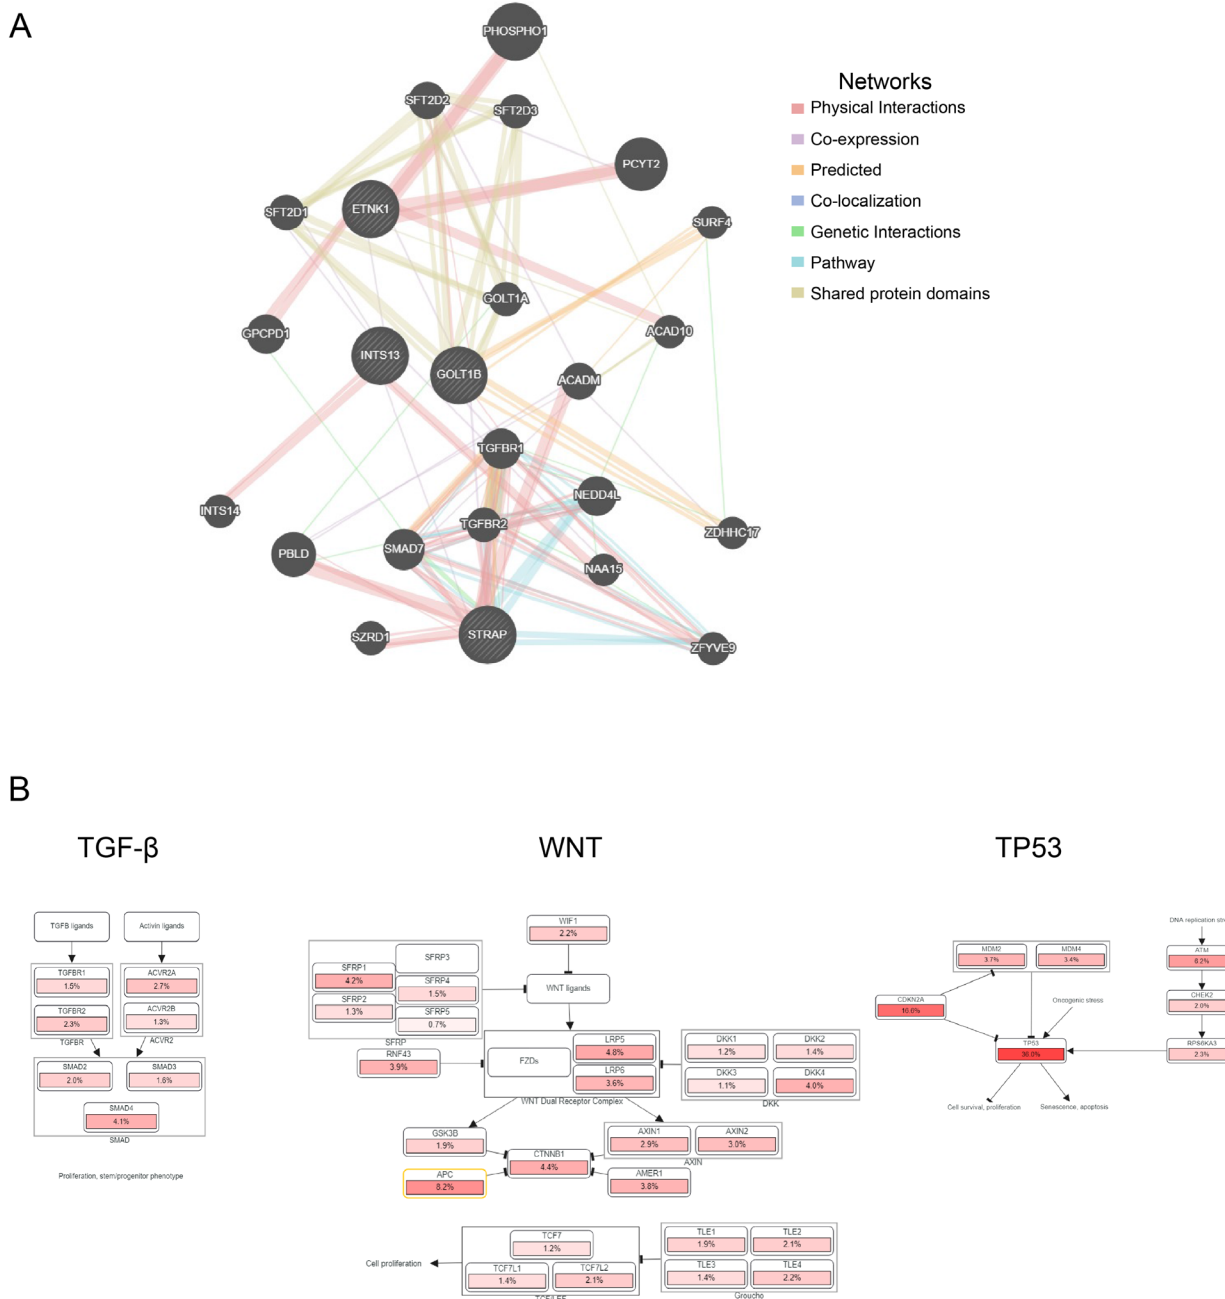 A
PHOSPHO1
SFT2D2
SFT2D3
PCYT2
SFT2D1
ETNK1
SURF4
GOLT1A
GPCPD1
INTS13
GOLT1B
ACAD10
ACADM
TGFBR1
NEDD4L
INTS14
TGFBR2
ZDHHC17
PBLD
SMAD7
NAA15
SZRD1
STRAP
ZFYVE9
Networks
Physical Interactions
Co-expression
Predicted
Co-localization
Genetic Interactions
Pathway
Shared protein domains
B
TGF-β
TGFB ligands
Activin ligands
TGFBR1
1.5%
ACVR2A
2.7%
TGFBR2
2.3%
ACVR2B
1.3%
TGFBR
ACVR2
SMAD2
2.0%
SMAD3
1.6%
SMAD4
4.1%
SMAD
Proliferation, stem/progenitor phenotype
WNT
WIF1
2.2%
SFRP3
SFRP1
4.2%
SFRP4
1.5%
SFRP2
1.3%
SFRP5
0.7%
SFRP
WNT ligands
RNF43
3.9%
FZDs
LRP5
4.8%
LRP6
3.6%
WNT Dual Receptor Complex
DKK1
1.2%
DKK2
1.4%
DKK3
1.1%
DKK4
4.0%
DKK
GSK3B
1.9%
CTNNB1
4.4%
AXIN1
2.9%
AXIN2
3.0%
AXIN
APC
8.2%
AMER1
3.8%
Cell proliferation
TCF7
1.2%
TCF7L1
1.4%
TCF7L2
2.1%
TCF/LEF
TLE1
1.9%
TLE2
2.1%
TLE3
1.4%
TLE4
2.2%
Groucho
TP53
DNA replication stre
MDM2
3.7%
MDM4
3.4%
ATM
6.2%
CDKN2A
Oncogenic stress
CHEK2
2.0%
TP53
36.0%
RPS6KA3
2.3%
Cell survival, proliferation
Senescence, apoptosis